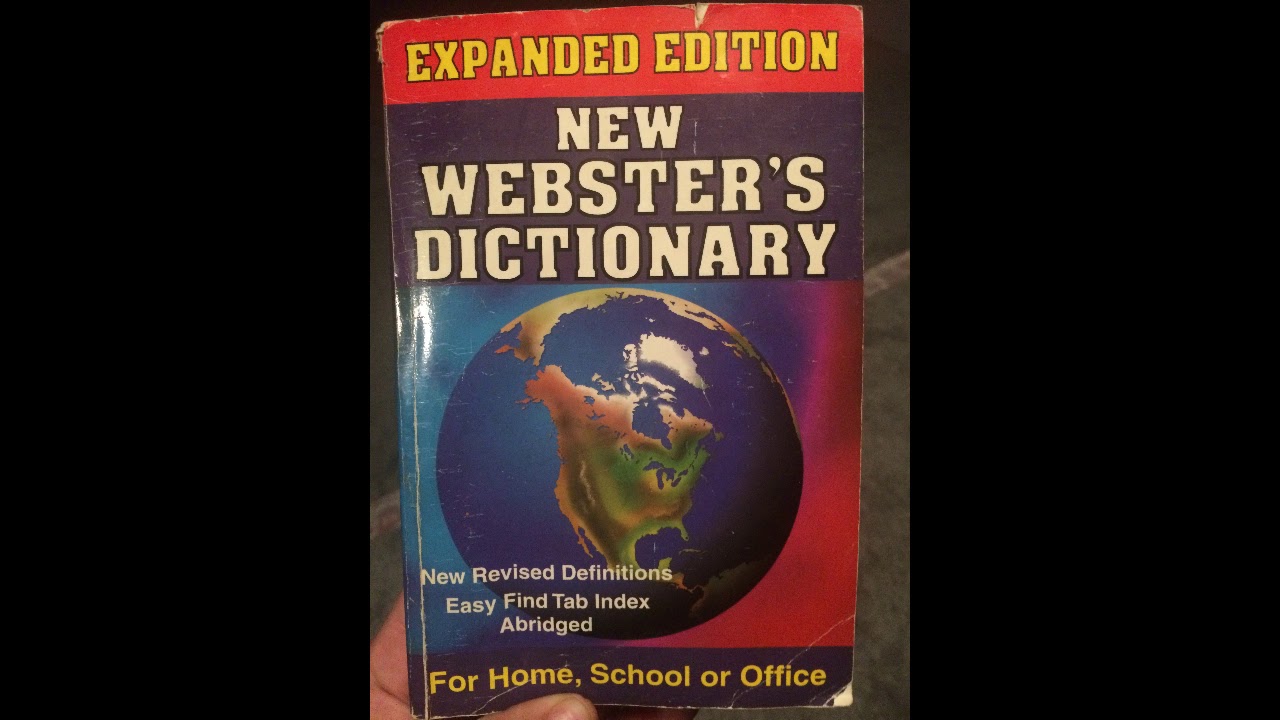 EXPANDED EDITION
NEW
WEBSTER'S
DICTIONARY
New Revised Definitions
Easy Find Tab Index
Abridged
For Home, School or Office